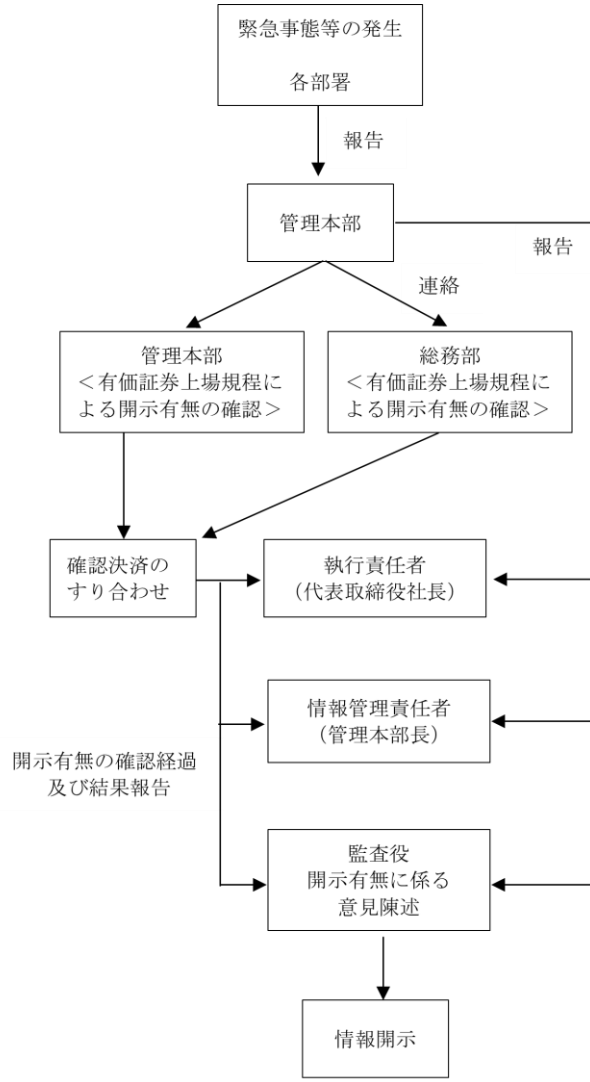 緊急事態等の発生
各部署
報告
管理本部
報告
連絡
管理本部
＜有価証券上場規程に
よる開示有無の確認＞
総務部
＜有価証券上場規程に
よる開示有無の確認＞
確認決済の
すり合わせ
執行責任者
（代表取締役社長）
情報管理責任者
（管理本部長）
開示有無の確認経過
及び結果報告
監査役
開示有無に係る
意見陳述
情報開示